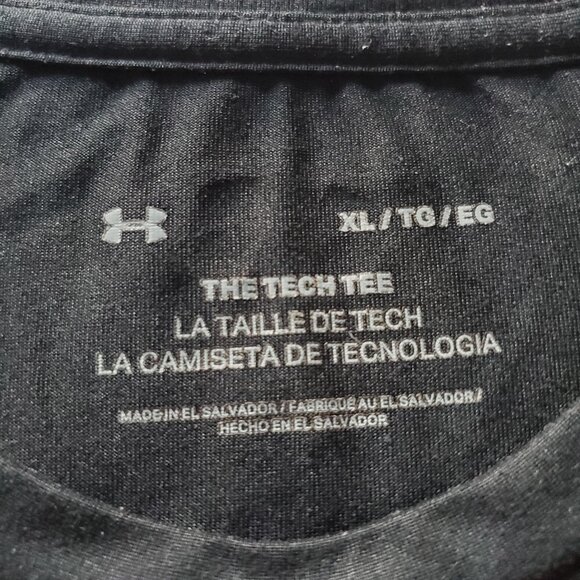 XL / TG / EG
THE TECH TEE
LA TAILLE DE TECH
LA CAMISETA DE TECNOLOGIA
MADE IN EL SALVADOR / FABRIQUÉ AU EL SALVADOR /
HECHO EN EL SALVADOR